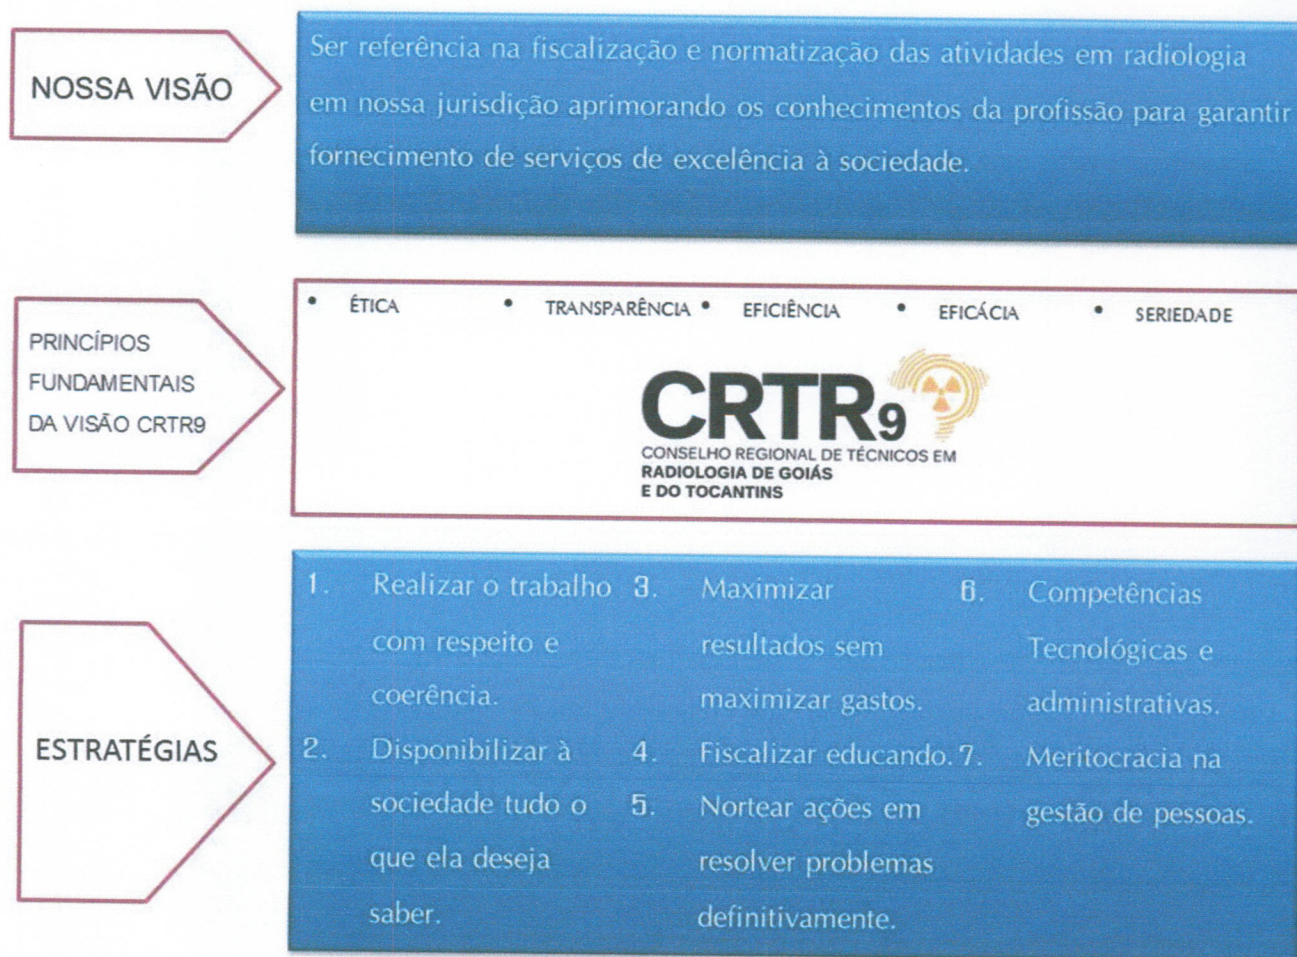 NOSSA VISÃO
Ser referência na fiscalização e normatização das atividades em radiologia
em nossa jurisdição aprimorando os conhecimentos da profissão para garantir
fornecimento de serviços de excelência à sociedade.
PRINCÍPIOS
FUNDAMENTAIS
DA VISÃO CRTR9
• ÉTICA • TRANSPARÊNCIA • EFICIÊNCIA • EFICÁCIA • SERIEDADE
CRTR9
CONSELHO REGIONAL DE TÉCNICOS EM
RADIOLOGIA DE GOIÁS
E DO TOCANTINS
ESTRATÉGIAS
1. Realizar o trabalho
com respeito e
coerência.
2. Disponibilizar à
sociedade tudo o
que ela deseja
saber.
3. Maximizar
resultados sem
maximizar gastos.
4. Fiscalizar educando.
5. Nortear ações em
resolver problemas
definitivamente.
6. Competências
Tecnológicas e
administrativas.
7. Meritocracia na
gestão de pessoas.